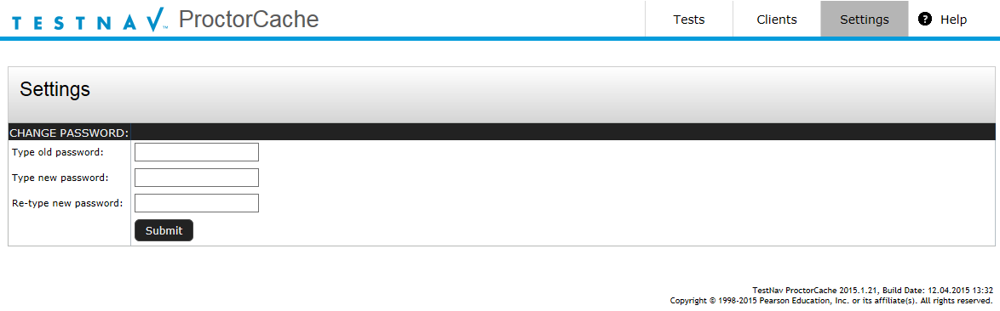 TESTNAV™ ProctorCache
Tests Clients Settings ? Help
Settings
CHANGE PASSWORD:
Type old password:
Type new password:
Re-type new password:
Submit
TestNav ProctorCache 2015.1.21, Build Date: 12.04.2015 13:32
Copyright © 1998-2015 Pearson Education, Inc. or its affiliate(s). All rights reserved.